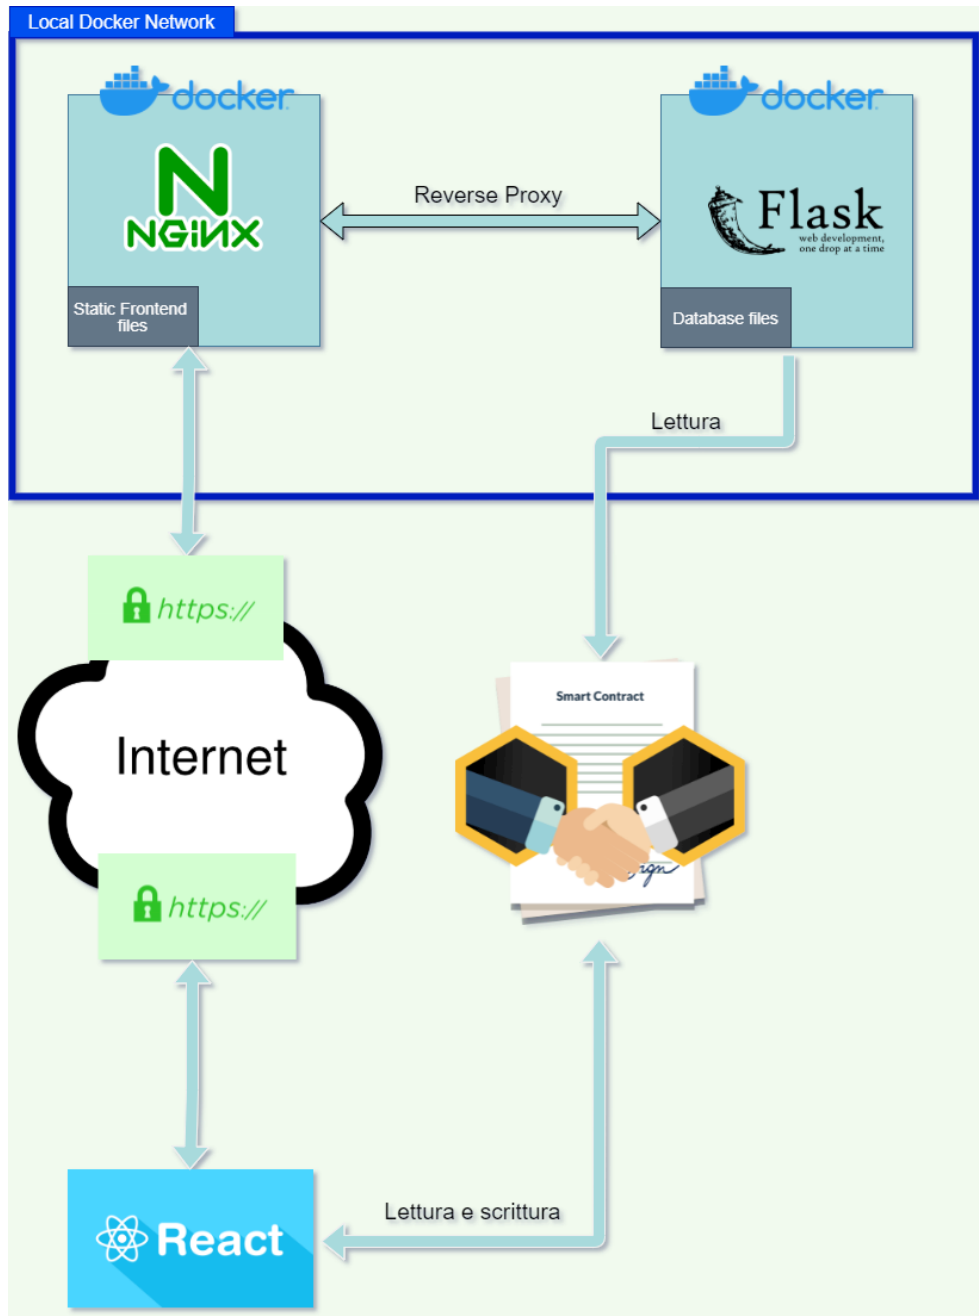 Local Docker Network
docker
docker
N
NGiNX
Reverse Proxy
Flask
web development,
one drop at a time
Static Frontend
files
Database files
Lettura
https://
Smart Contract
Internet
Sign
https://
Lettura e scrittura
React